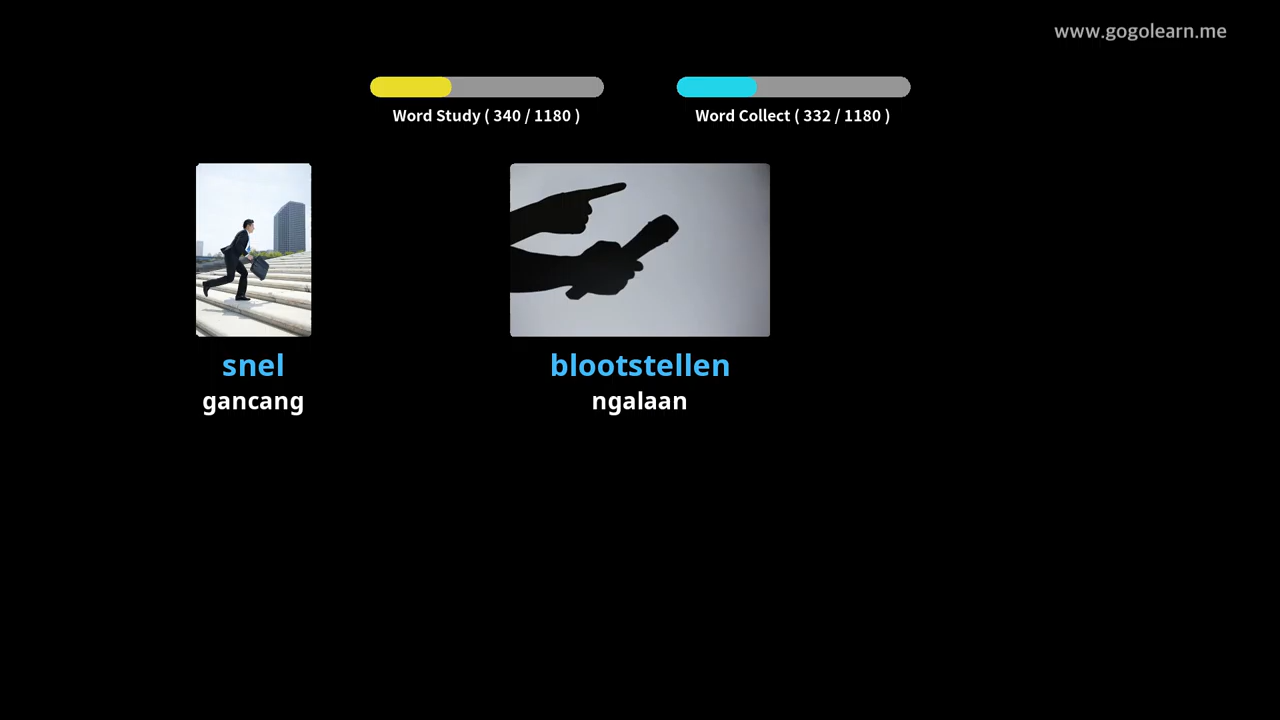 www.gogolearn.me
Word Study ( 340 / 1180 )
Word Collect ( 332 / 1180 )
snel
gancang
blootstellen
ngalaan